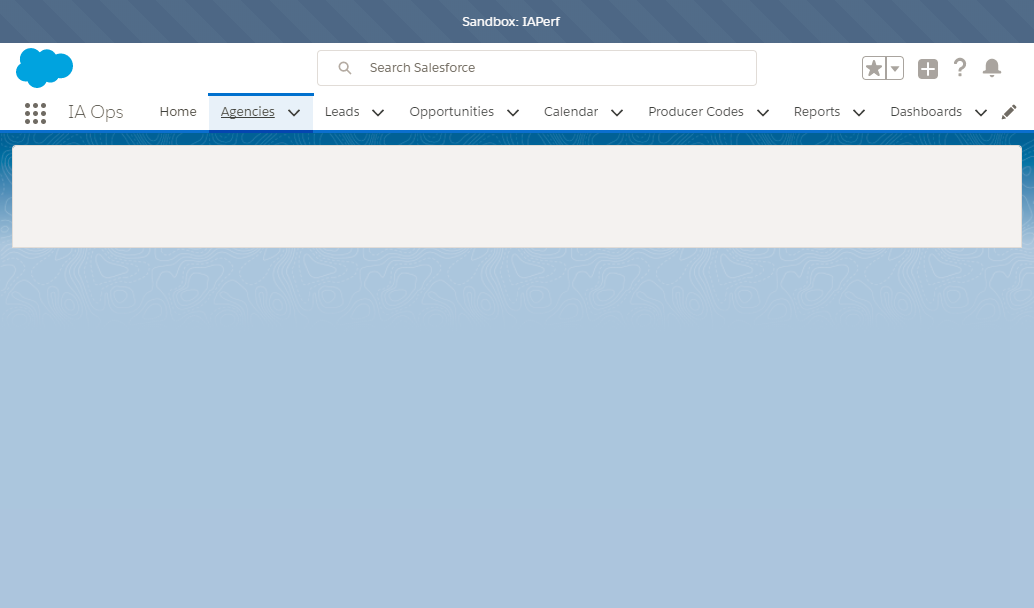 Sandbox: IAPerf
Search Salesforce
IA Ops
Home
Agencies
Leads
Opportunities
Calendar
Producer Codes
Reports
Dashboards